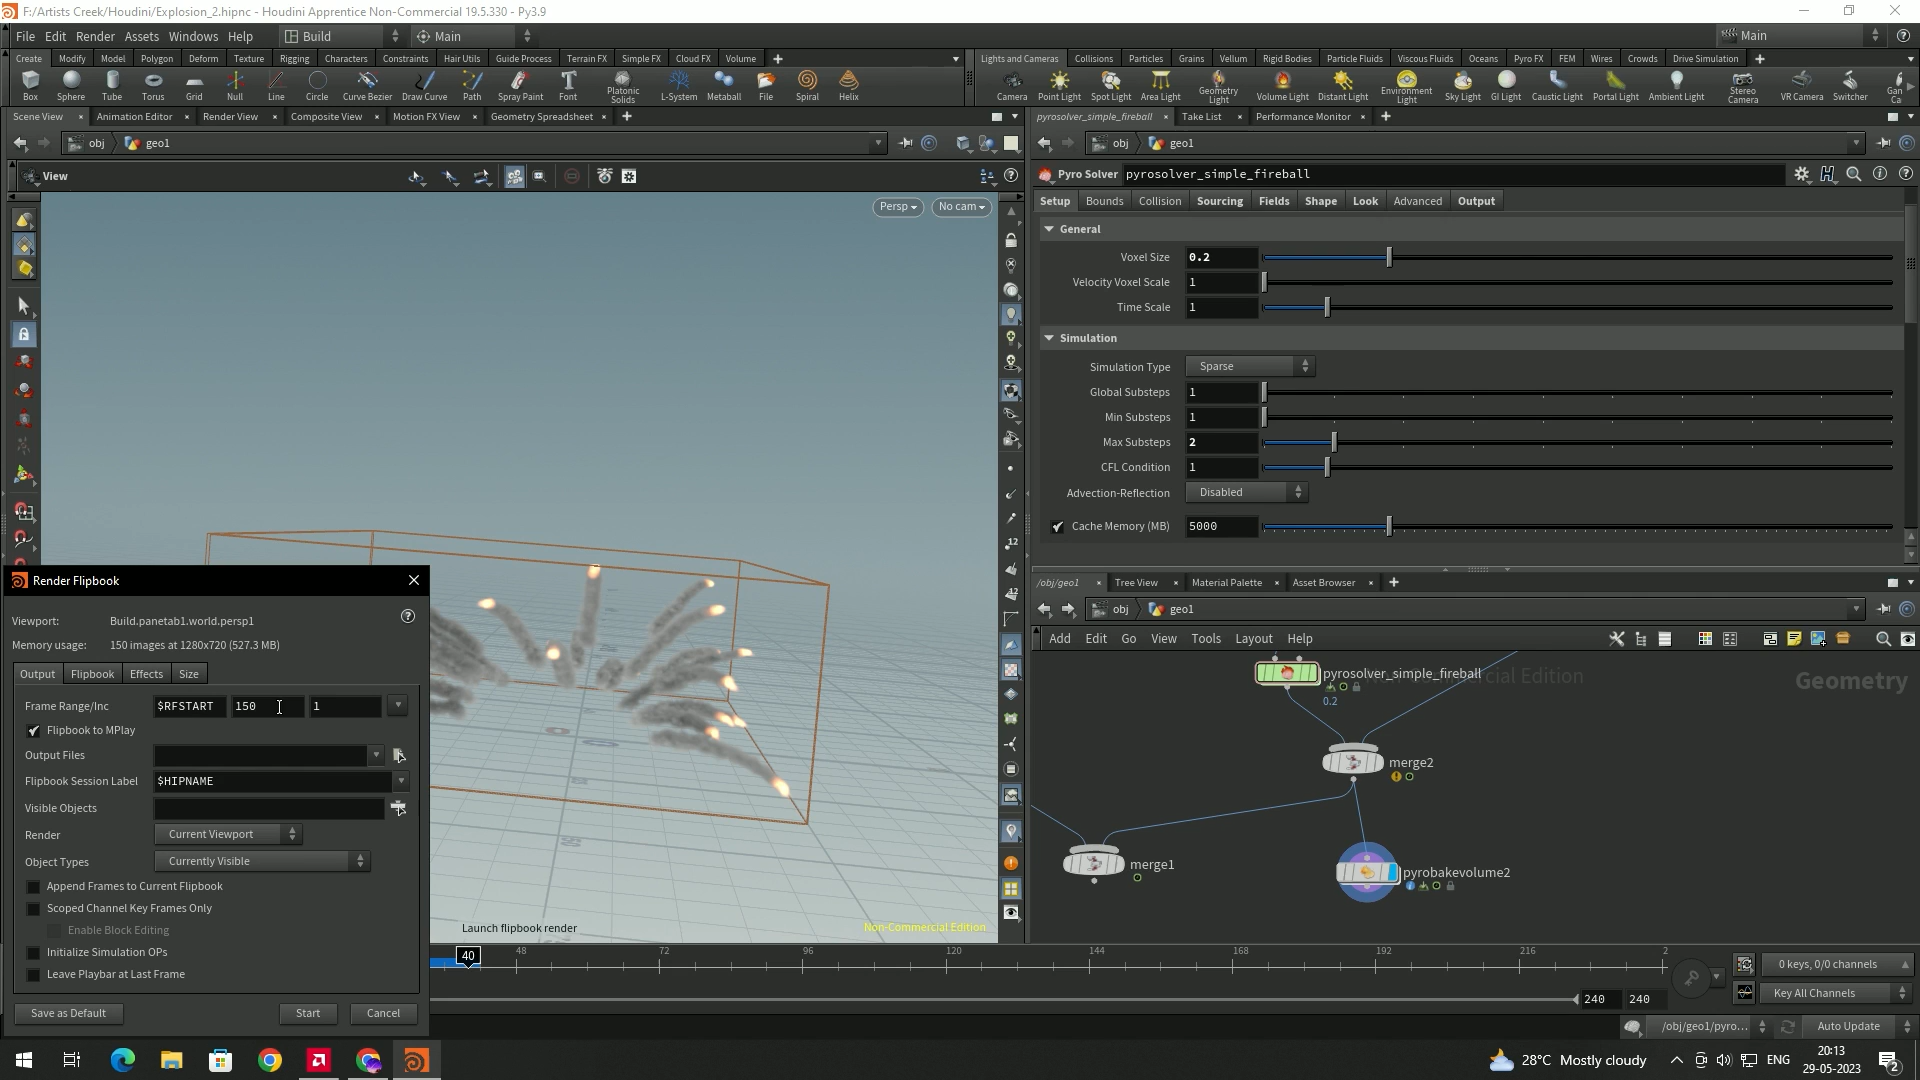 F:/Artists Creek/Houdini/Explosion_2.hipnc - Houdini Apprentice Non-Commercial 19.5.330 - Py3.9
File Edit Render Assets Windows Help Build Main Main
Create Modify Model Polygon Deform Texture Rigging Characters Constraints Hair Utils Guide Process Terrain FX Simple FX Cloud FX Volume
Lights and Cameras Collisions Particles Grains Vellum Rigid Bodies Particle Fluids Viscous Fluids Oceans Pyro FX FEM Wires Crowds Drive Simulation
Box Sphere Tube Torus Grid Null Line Circle Curve Bezier Draw Curve Path Spray Paint Font Platonic Solids L-System Metaball File Spiral Helix
Camera Point Light Spot Light Area Light Geometry Light Volume Light Distant Light Environment Light Sky Light GI Light Caustic Light Portal Light Ambient Light Stereo Camera VR Camera Switcher Gan Ca
Scene View Animation Editor Render View Composite View Motion FX View Geometry Spreadsheet
pyrosolver_simple_fireball Take List Performance Monitor
obj geo1
obj geo1
View
Pyro Solver pyrosolver_simple_fireball
Persp No cam
Setup Bounds Collision Sourcing Fields Shape Look Advanced Output
General
Voxel Size 0.2
Velocity Voxel Scale 1
Time Scale 1
Simulation
Simulation Type Sparse
Global Substeps 1
Min Substeps 1
Max Substeps 2
CFL Condition 1
Advection-Reflection Disabled
Cache Memory (MB) 5000
Render Flipbook
Viewport: Build.panetab1.world.persp1
Memory usage: 150 images at 1280x720 (527.3 MB)
Output Flipbook Effects Size
Frame Range/Inc $RFSTART 150 1
Flipbook to MPlay
Output Files
Flipbook Session Label $HIPNAME
Visible Objects
Render Current Viewport
Object Types Currently Visible
Append Frames to Current Flipbook
Scoped Channel Key Frames Only
Enable Block Editing
Initialize Simulation OPs
Leave Playbar at Last Frame
Save as Default Start Cancel
Launch flipbook render
Non-Commercial Edition
/obj/geo1 Tree View Material Palette Asset Browser
obj geo1
Add Edit Go View Tools Layout Help
pyrosolver_simple_fireball
0.2
Geometry
merge2
merge1
pyrobakevolume2
40 48 72 96 120 144 168 192 216 2
240 240
0 keys, 0/0 channels
Key All Channels
/obj/geo1/pyro... Auto Update
28°C Mostly cloudy ENG 20:13
29-05-2023 2